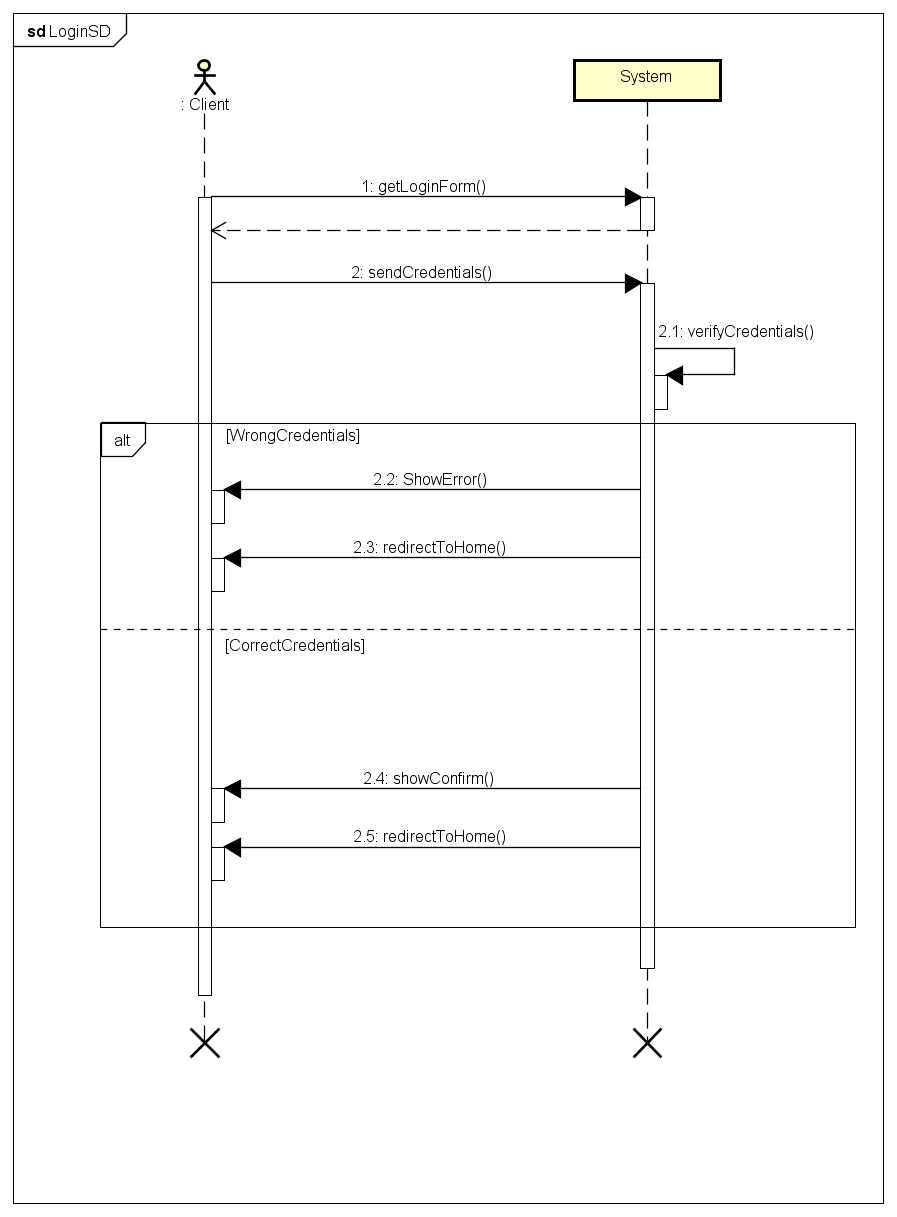 sd LoginSD
: Client
System
1: getLoginForm()
2: sendCredentials()
2.1: verifyCredentials()
alt
[WrongCredentials]
2.2: ShowError()
2.3: redirectToHome()
[CorrectCredentials]
2.4: showConfirm()
2.5: redirectToHome()